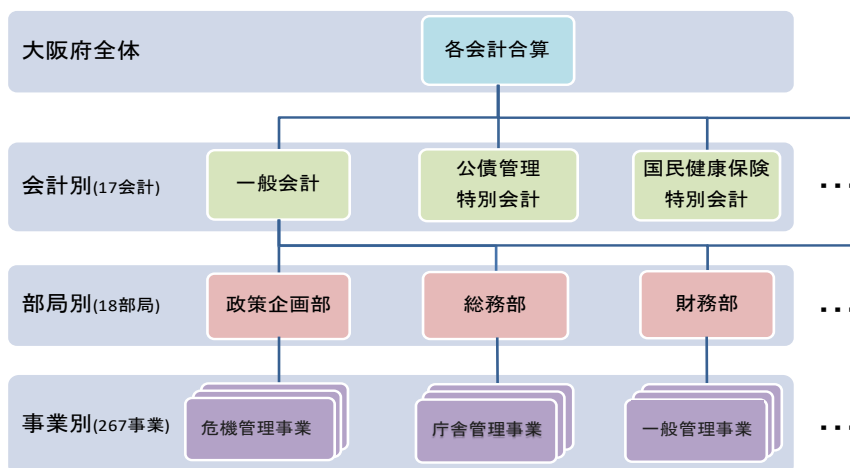 大阪府全体
各会計合算
会計別(17会計)
一般会計
公債管理
特別会計
国民健康保険
特別会計
･･･
部局別(18部局)
政策企画部
総務部
財務部
･･･
事業別(267事業)
危機管理事業
庁舎管理事業
一般管理事業
･･･